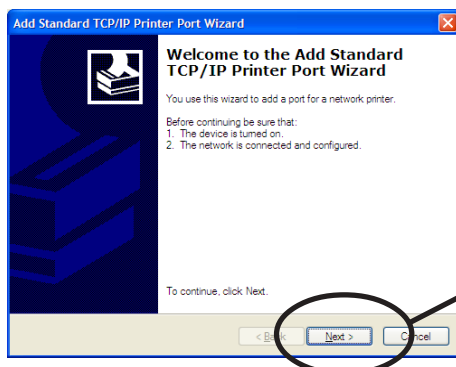 Add Standard TCP/IP Printer Port Wizard
Welcome to the Add Standard
TCP/IP Printer Port Wizard
You use this wizard to add a port for a network printer.
Before continuing be sure that:
1. The device is turned on.
2. The network is connected and configured.
To continue, click Next.
Next >
Cancel